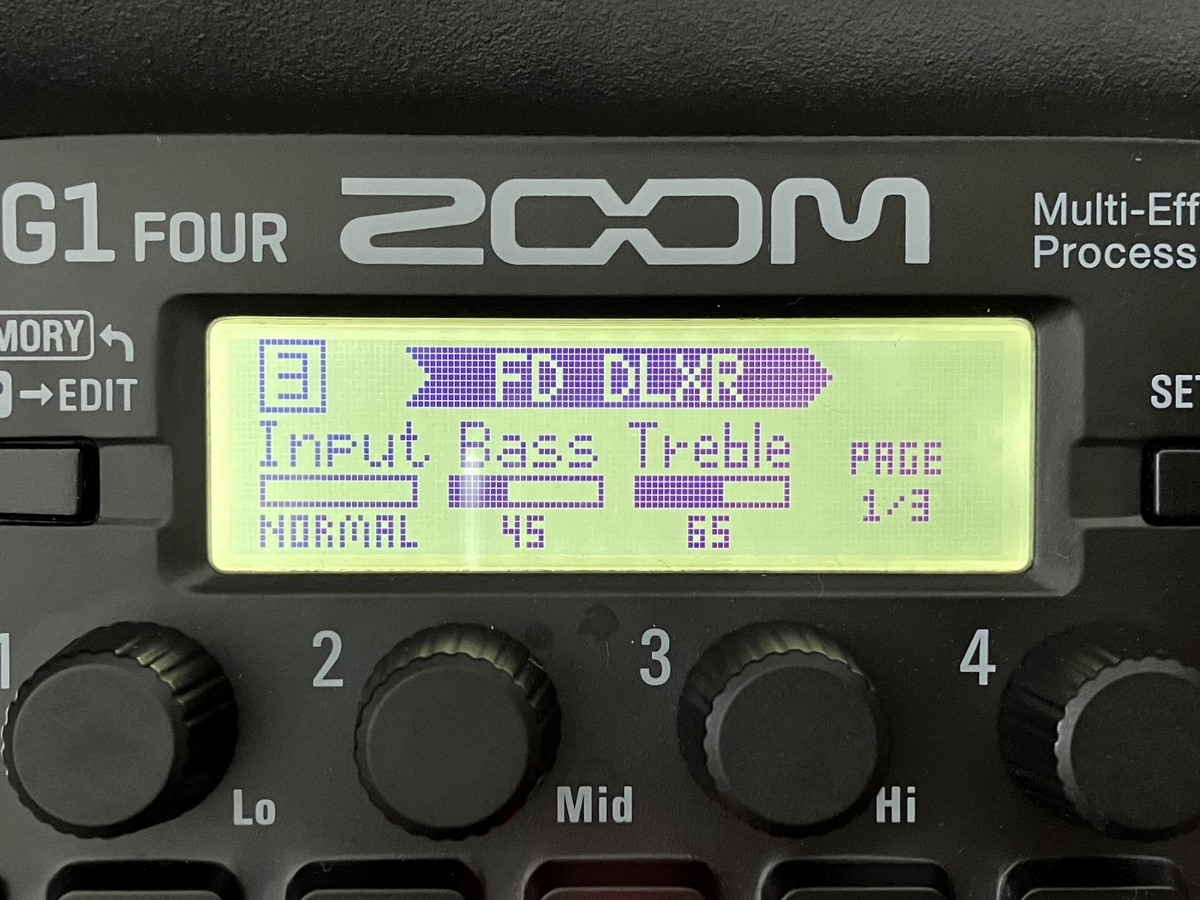 G1 FOUR ZOOM
Multi-Eff
Process
MORY
P→EDIT
SET
3 FD DLXR
Input Bass Treble PAGE
NORMAL 45 65 1/3
1 2 3 4
Lo Mid Hi